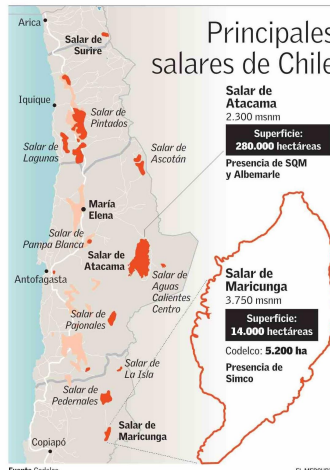 Principales
salares de Chile
Arica
Salar de
Surire
Iquique
Salar de
Pintados
Salar de
Lagunas
Salar de
Ascotán
María
Elena
Salar de
Pampa Blanca
Salar de
Atacama
Antofagasta
Salar de
Aguas
Calientes
Centro
Salar de
Pajonales
Salar de
La Isla
Salar de
Pedernales
Salar de
Maricunga
Copiapó
Salar de
Atacama
2.300 msnm
Superficie:
280.000 hectáreas
Presencia de SQM
y Albemarle
Salar de
Maricunga
3.750 msnm
Superficie:
14.000 hectáreas
Codelco: 5.200 ha
Presencia de
Simco